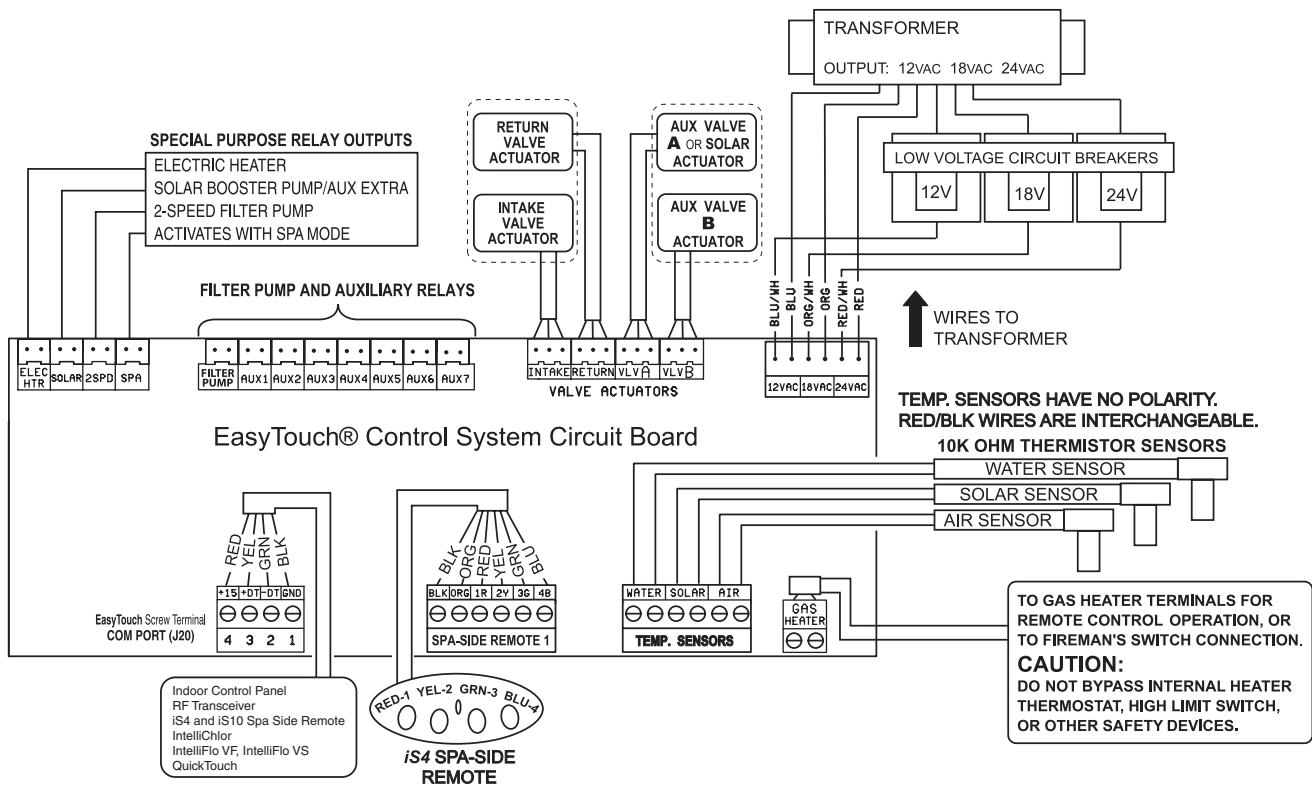 TRANSFORMER
OUTPUT: 12VAC 18VAC 24VAC
LOW VOLTAGE CIRCUIT BREAKERS
12V 18V 24V
SPECIAL PURPOSE RELAY OUTPUTS
ELECTRIC HEATER
SOLAR BOOSTER PUMP/AUX EXTRA
2-SPEED FILTER PUMP
ACTIVATES WITH SPA MODE
RETURN
VALVE
ACTUATOR
INTAKE
VALVE
ACTUATOR
AUX VALVE
A OR SOLAR
ACTUATOR
AUX VALVE
B
ACTUATOR
BLU/WH
BLU
ORG/WH
ORG
RED/WH
RED
WIRES TO
TRANSFORMER
FILTER PUMP AND AUXILIARY RELAYS
ELEC
HTR
SOLAR
2SPD
SPA
FILTER
PUMP
AUX1
AUX2
AUX3
AUX4
AUX5
AUX6
AUX7
INTAKE
RETURN
VLV A
VLV B
VALVE ACTUATORS
12VAC
18VAC
24VAC
TEMP. SENSORS HAVE NO POLARITY.
RED/BLK WIRES ARE INTERCHANGEABLE.
10K OHM THERMISTOR SENSORS
WATER SENSOR
SOLAR SENSOR
AIR SENSOR
EasyTouch® Control System Circuit Board
RED
YEL
GRN
BLK
+15 +DT -DT GND
EasyTouch Screw Terminal
COM PORT (J20)
4 3 2 1
BLK
ORG
RED
YEL
GRN
BLU
BLK ORG 1R 2Y 3G 4B
SPA-SIDE REMOTE 1
WATER SOLAR AIR
TEMP. SENSORS
GAS
HEATER
TO GAS HEATER TERMINALS FOR
REMOTE CONTROL OPERATION, OR
TO FIREMAN'S SWITCH CONNECTION.
CAUTION:
DO NOT BYPASS INTERNAL HEATER
THERMOSTAT, HIGH LIMIT SWITCH,
OR OTHER SAFETY DEVICES.
Indoor Control Panel
RF Transceiver
iS4 and iS10 Spa Side Remote
IntelliChlor
IntelliFlo VF, IntelliFlo VS
QuickTouch
RED-1 YEL-2 GRN-3 BLU-4
iS4 SPA-SIDE
REMOTE